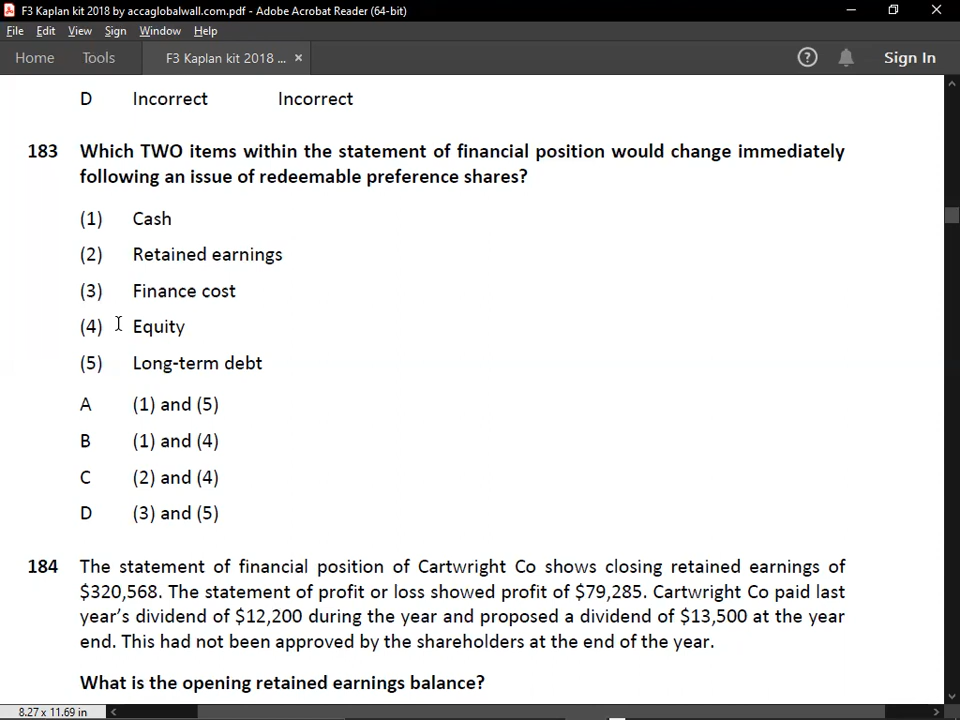 F3 Kaplan kit 2018 by accaglobalwall.com.pdf - Adobe Acrobat Reader (64-bit)
File Edit View Sign Window Help
Home Tools F3 Kaplan kit 2018 ... × Sign In
D Incorrect Incorrect
183 Which TWO items within the statement of financial position would change immediately
following an issue of redeemable preference shares?
(1) Cash
(2) Retained earnings
(3) Finance cost
(4) Equity
(5) Long-term debt
A (1) and (5)
B (1) and (4)
C (2) and (4)
D (3) and (5)
184 The statement of financial position of Cartwright Co shows closing retained earnings of
$320,568. The statement of profit or loss showed profit of $79,285. Cartwright Co paid last
year's dividend of $12,200 during the year and proposed a dividend of $13,500 at the year
end. This had not been approved by the shareholders at the end of the year.
What is the opening retained earnings balance?
8.27 x 11.69 in